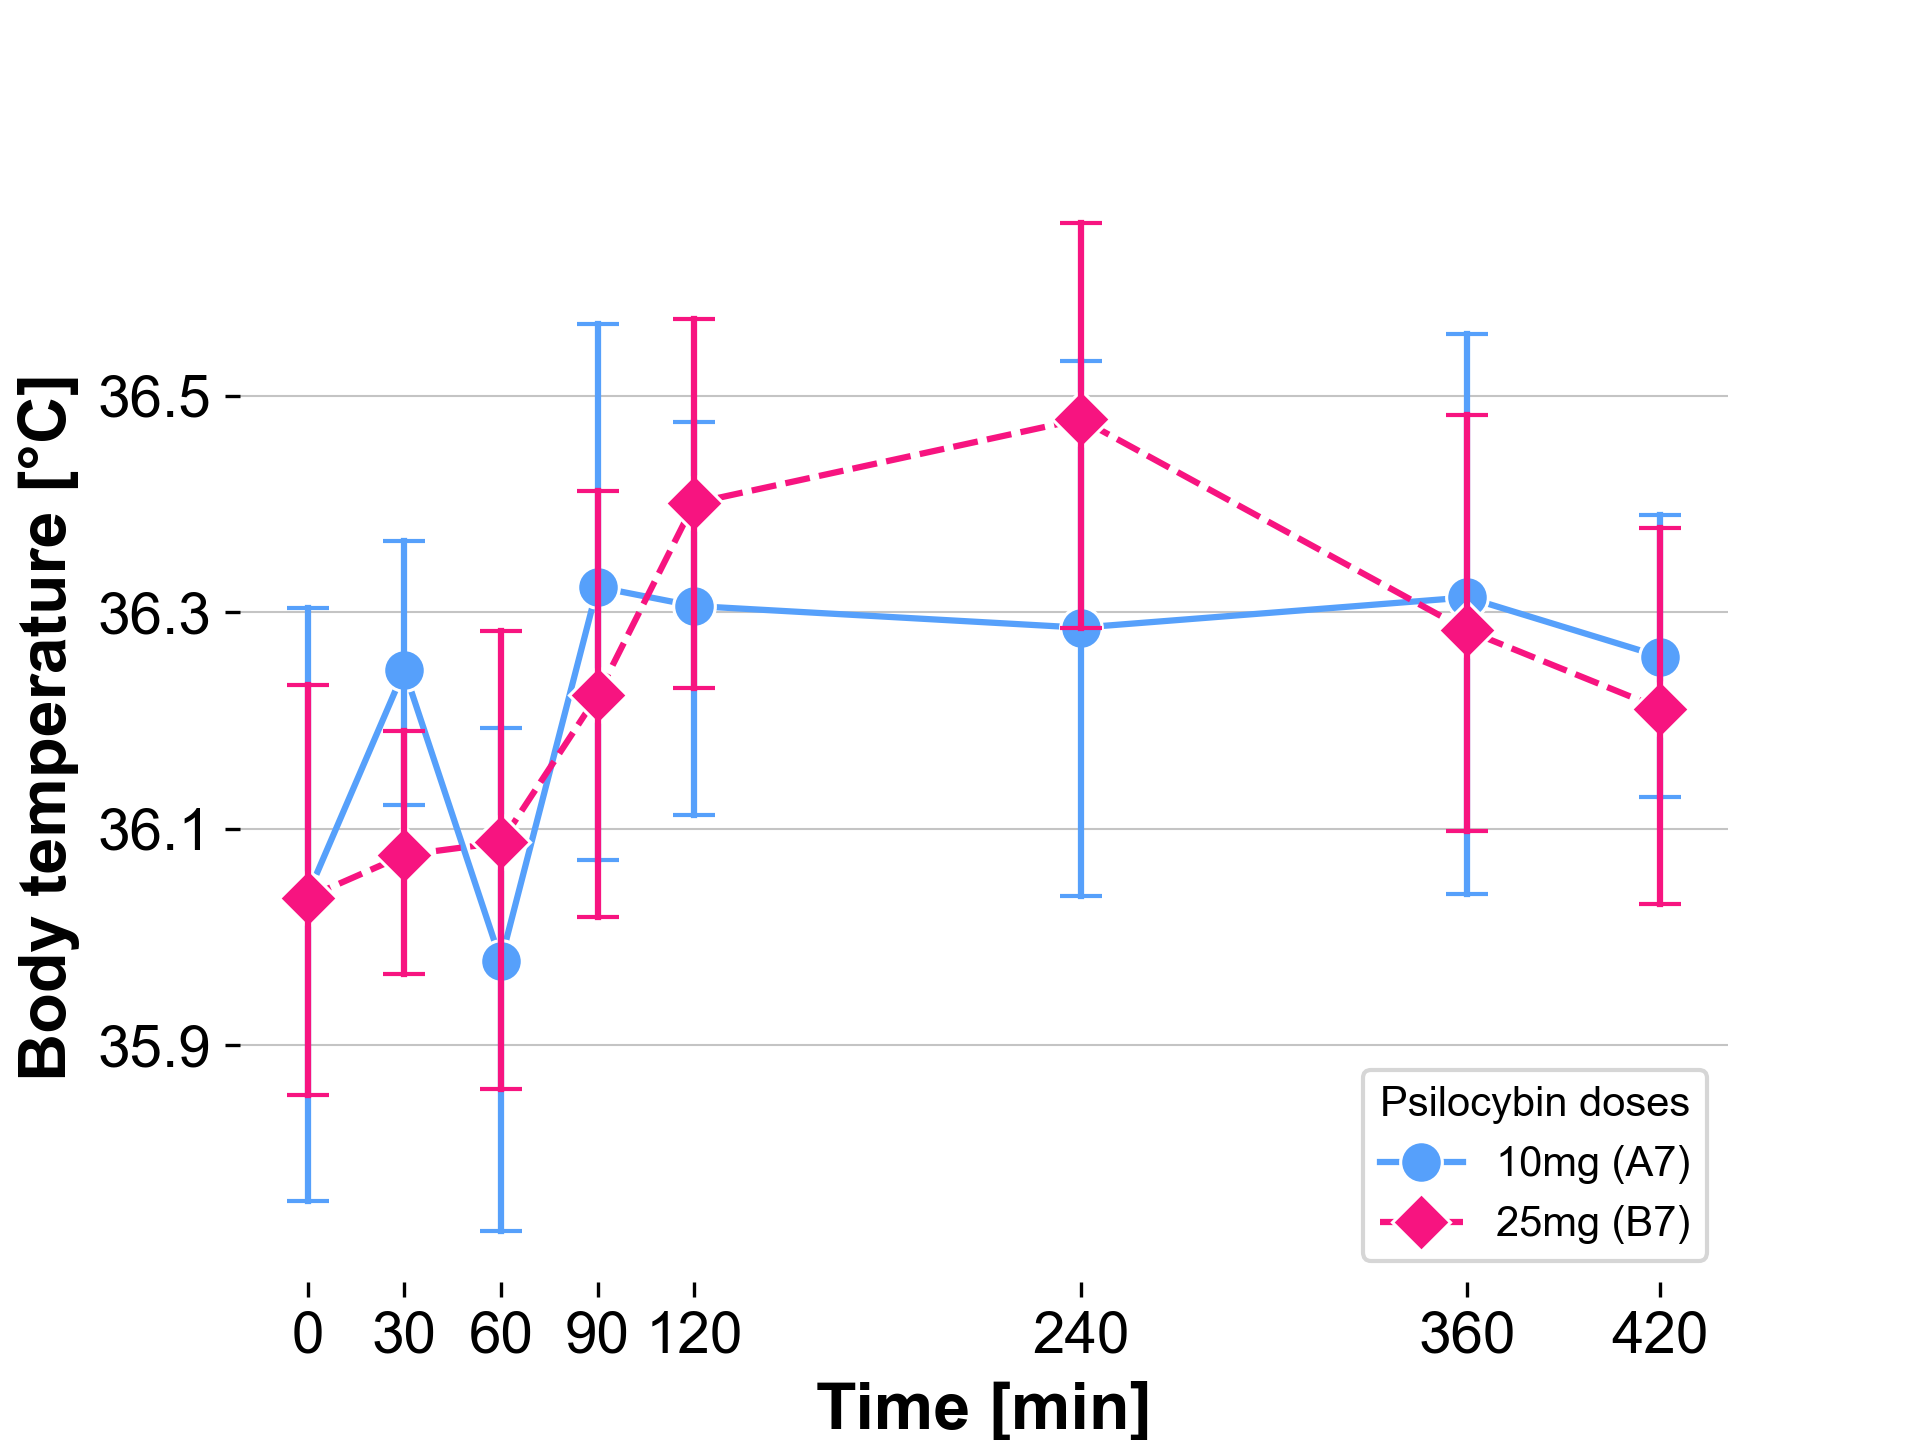 Body temperature [°C]
36.5
36.3
36.1
35.9
Psilocybin doses
10mg (A7)
25mg (B7)
0 30 60 90 120 240 360 420
Time [min]